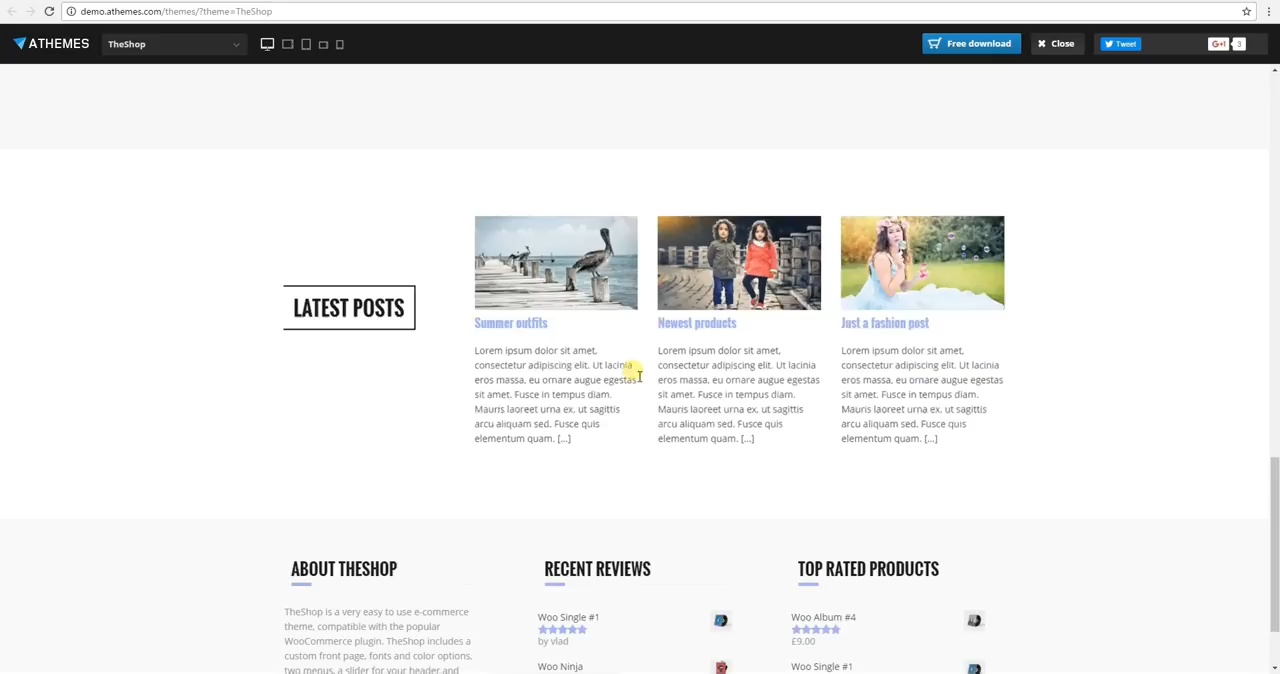 demo.athemes.com/themes/?theme=TheShop
ATHEMES
TheShop
Free download
Close
Tweet
G+1
3
LATEST POSTS
Summer outfits
Lorem ipsum dolor sit amet,
consectetur adipiscing elit. Ut lacinia
eros massa, eu ornare augue egestas
sit amet. Fusce in tempus diam.
Mauris laoreet urna ex, ut sagittis
arcu aliquam sed. Fusce quis
elementum quam. [...]
Newest products
Lorem ipsum dolor sit amet,
consectetur adipiscing elit. Ut lacinia
eros massa, eu ornare augue egestas
sit amet. Fusce in tempus diam.
Mauris laoreet urna ex, ut sagittis
arcu aliquam sed. Fusce quis
elementum quam. [...]
Just a fashion post
Lorem ipsum dolor sit amet,
consectetur adipiscing elit. Ut lacinia
eros massa, eu ornare augue egestas
sit amet. Fusce in tempus diam.
Mauris laoreet urna ex, ut sagittis
arcu aliquam sed. Fusce quis
elementum quam. [...]
ABOUT THESHOP
TheShop is a very easy to use e-commerce
theme, compatible with the popular
WooCommerce plugin. TheShop includes a
custom front page, fonts and color options,
two menus, a slider for your header and
RECENT REVIEWS
Woo Single #1
by vlad
Woo Ninja
TOP RATED PRODUCTS
Woo Album #4
£9.00
Woo Single #1